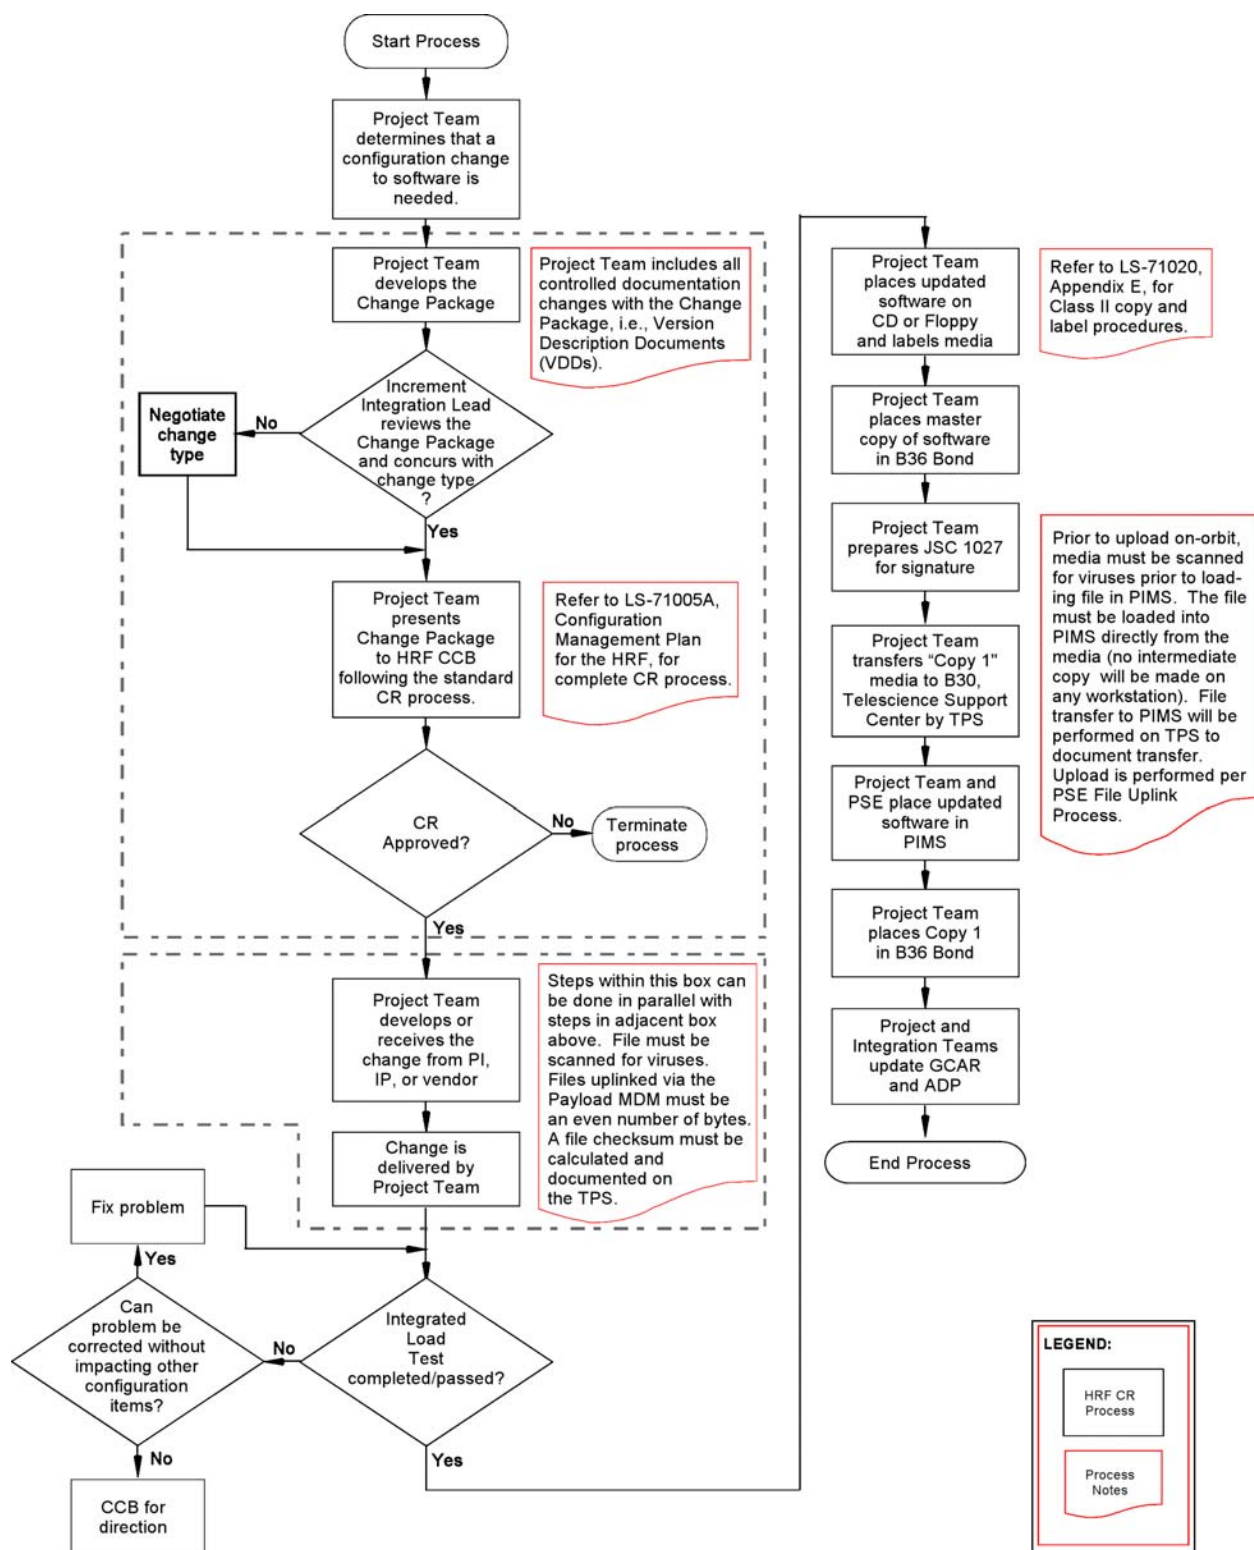 Start Process
Project Team
determines that a
configuration change
to software is
needed.
Project Team
develops the
Change Package
Project Team includes all
controlled documentation
changes with the Change
Package, i.e., Version
Description Documents
(VDDs).
Increment
Integration Lead
reviews the
Change Package
and concurs with
change type
?
No
Negotiate
change
type
Yes
Project Team
presents
Change Package
to HRF CCB
following the standard
CR process.
Refer to LS-71005A,
Configuration
Management Plan
for the HRF, for
complete CR process.
CR
Approved?
No
Terminate
process
Yes
Project Team
develops or
receives the
change from PI,
IP, or vendor
Steps within this box can
be done in parallel with
steps in adjacent box
above. File must be
scanned for viruses.
Files uplinked via the
Payload MDM must be
an even number of bytes.
A file checksum must be
calculated and
documented on
the TPS.
Change is
delivered by
Project Team
Fix problem
Yes
Can
problem be
corrected without
impacting other
configuration
items?
No
Integrated
Load
Test
completed/passed?
No
CCB for
direction
Yes
Project Team
places updated
software on
CD or Floppy
and labels media
Refer to LS-71020,
Appendix E, for
Class II copy and
label procedures.
Project Team
places master
copy of software
in B36 Bond
Project Team
prepares JSC 1027
for signature
Prior to upload on-orbit,
media must be scanned
for viruses prior to load-
ing file in PIMS. The file
must be loaded into
PIMS directly from the
media (no intermediate
copy will be made on
any workstation). File
transfer to PIMS will be
performed on TPS to
document transfer.
Upload is performed per
PSE File Uplink
Process.
Project Team
transfers “Copy 1"
media to B30,
Telescience Support
Center by TPS
Project Team and
PSE place updated
software in
PIMS
Project Team
places Copy 1
in B36 Bond
Project and
Integration Teams
update GCAR
and ADP
End Process
LEGEND:
HRF CR
Process
Process
Notes